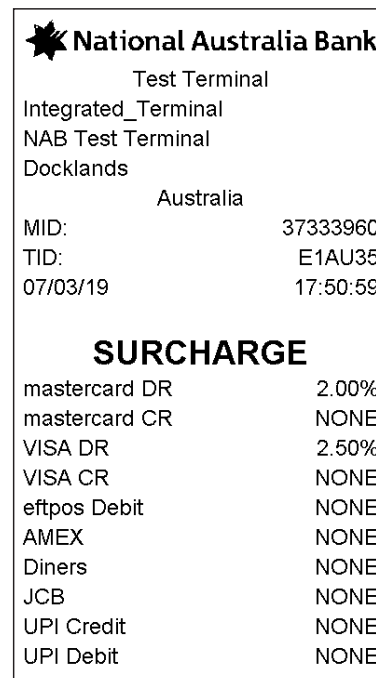 National Australia Bank
Test Terminal
Integrated_Terminal
NAB Test Terminal
Docklands
Australia
MID: 37333960
TID: E1AU35
07/03/19 17:50:59
SURCHARGE
mastercard DR 2.00%
mastercard CR NONE
VISA DR 2.50%
VISA CR NONE
eftpos Debit NONE
AMEX NONE
Diners NONE
JCB NONE
UPI Credit NONE
UPI Debit NONE